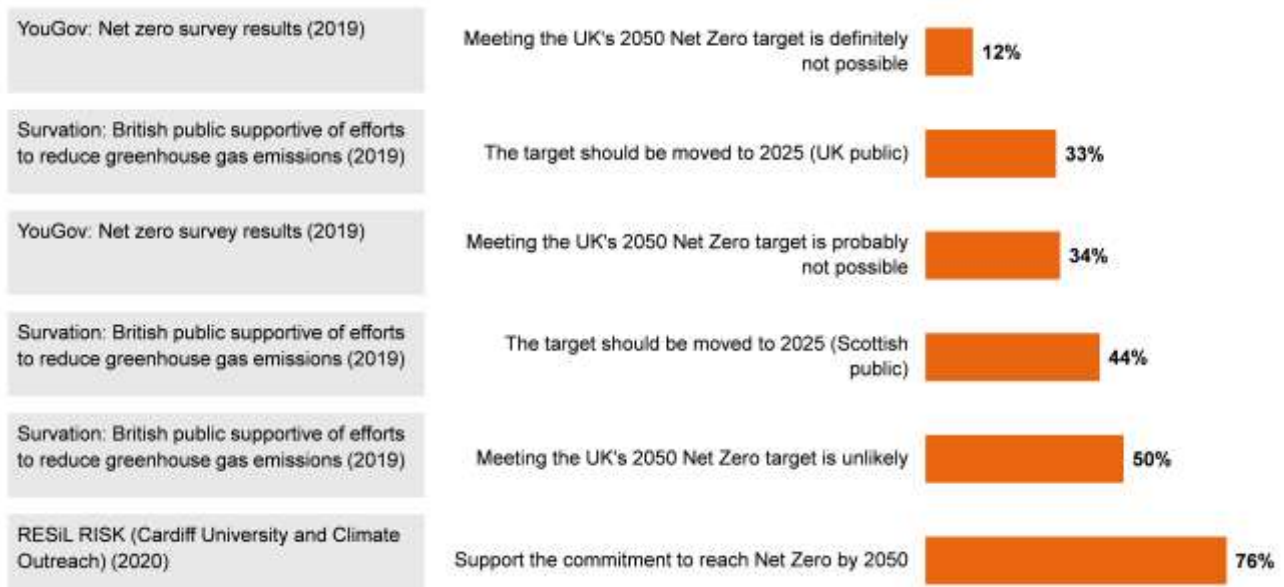 YouGov: Net zero survey results (2019)
Meeting the UK's 2050 Net Zero target is definitely
not possible
12%
Survation: British public supportive of efforts
to reduce greenhouse gas emissions (2019)
The target should be moved to 2025 (UK public)
33%
YouGov: Net zero survey results (2019)
Meeting the UK's 2050 Net Zero target is probably
not possible
34%
Survation: British public supportive of efforts
to reduce greenhouse gas emissions (2019)
The target should be moved to 2025 (Scottish
public)
44%
Survation: British public supportive of efforts
to reduce greenhouse gas emissions (2019)
Meeting the UK's 2050 Net Zero target is unlikely
50%
RESiL RISK (Cardiff University and Climate
Outreach) (2020)
Support the commitment to reach Net Zero by 2050
76%